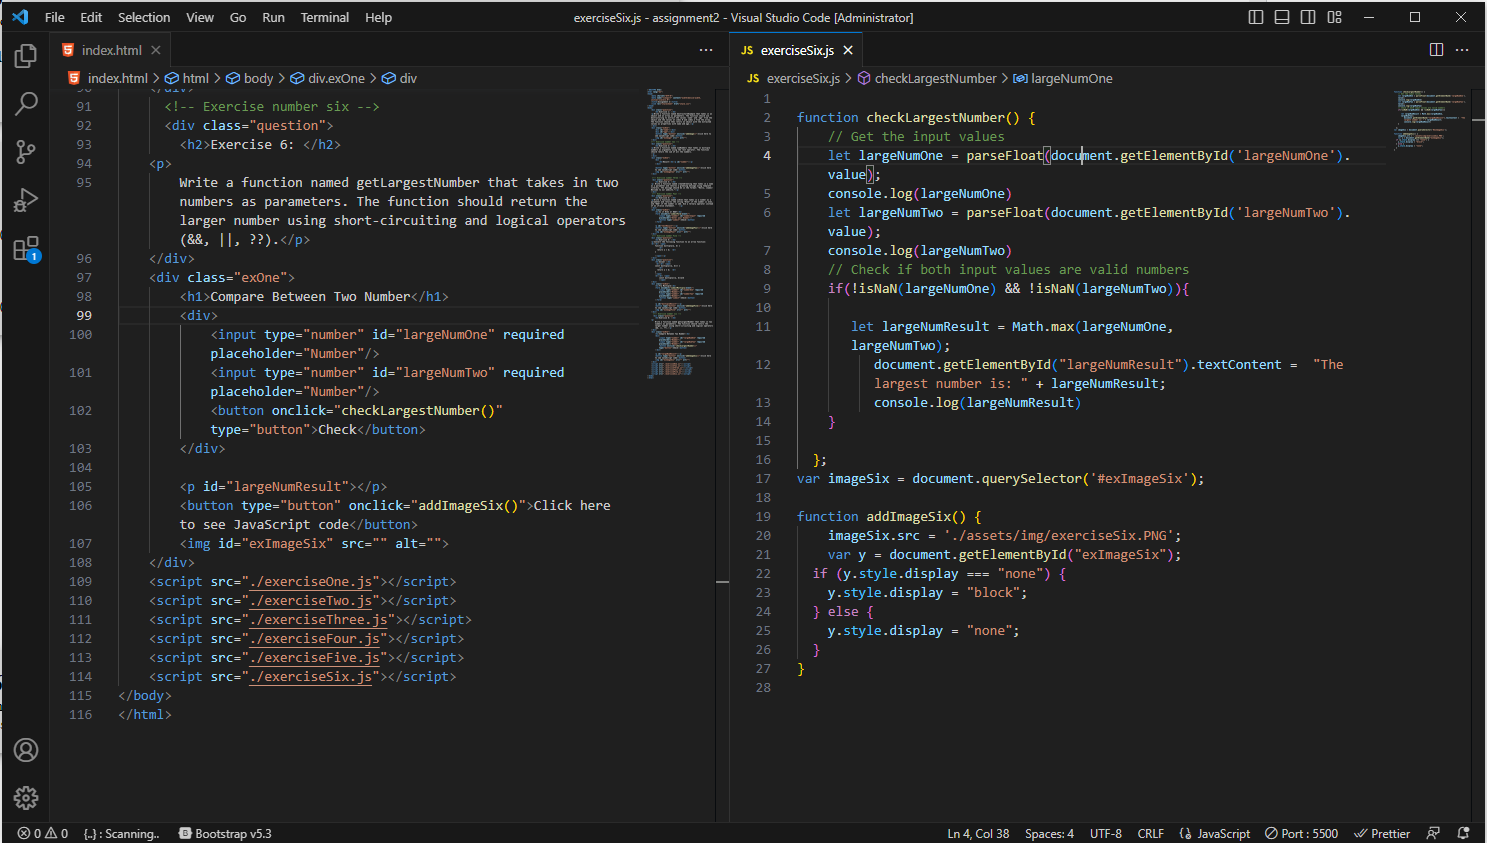 File Edit Selection View Go Run Terminal Help
exerciseSix.js - assignment2 - Visual Studio Code [Administrator]
index.html
index.html > html > body > div.exOne > div
91 <!-- Exercise number six -->
92 <div class="question">
93 <h2>Exercise 6: </h2>
94 <p>
95 Write a function named getLargestNumber that takes in two
numbers as parameters. The function should return the
larger number using short-circuiting and logical operators
(&&, ||, ??).</p>
96 </div>
97 <div class="exOne">
98 <h1>Compare Between Two Number</h1>
99 <div>
100 <input type="number" id="largeNumOne" required
placeholder="Number"/>
101 <input type="number" id="largeNumTwo" required
placeholder="Number"/>
102 <button onclick="checkLargestNumber()"
type="button">Check</button>
103 </div>
104
105 <p id="largeNumResult"></p>
106 <button type="button" onclick="addImageSix()">Click here
to see JavaScript code</button>
107 <img id="exImageSix" src="" alt="">
108 </div>
109 <script src="./exerciseOne.js"></script>
110 <script src="./exerciseTwo.js"></script>
111 <script src="./exerciseThree.js"></script>
112 <script src="./exerciseFour.js"></script>
113 <script src="./exerciseFive.js"></script>
114 <script src="./exerciseSix.js"></script>
115 </body>
116 </html>
JS exerciseSix.js
JS exerciseSix.js > checkLargestNumber > largeNumOne
1
2 function checkLargestNumber() {
3 // Get the input values
4 let largeNumOne = parseFloat(document.getElementById('largeNumOne').
value);
5 console.log(largeNumOne)
6 let largeNumTwo = parseFloat(document.getElementById('largeNumTwo').
value);
7 console.log(largeNumTwo)
8 // Check if both input values are valid numbers
9 if(!isNaN(largeNumOne) && !isNaN(largeNumTwo)){
10
11 let largeNumResult = Math.max(largeNumOne,
largeNumTwo);
12 document.getElementById("largeNumResult").textContent = "The
largest number is: " + largeNumResult;
13 console.log(largeNumResult)
14 }
15
16 };
17 var imageSix = document.querySelector('#exImageSix');
18
19 function addImageSix() {
20 imageSix.src = './assets/img/exerciseSix.PNG';
21 var y = document.getElementById("exImageSix");
22 if (y.style.display === "none") {
23 y.style.display = "block";
24 } else {
25 y.style.display = "none";
26 }
27 }
28
1
0 0 {..} : Scanning.. B Bootstrap v5.3 Ln 4, Col 38 Spaces: 4 UTF-8 CRLF JavaScript Port : 5500 Prettier